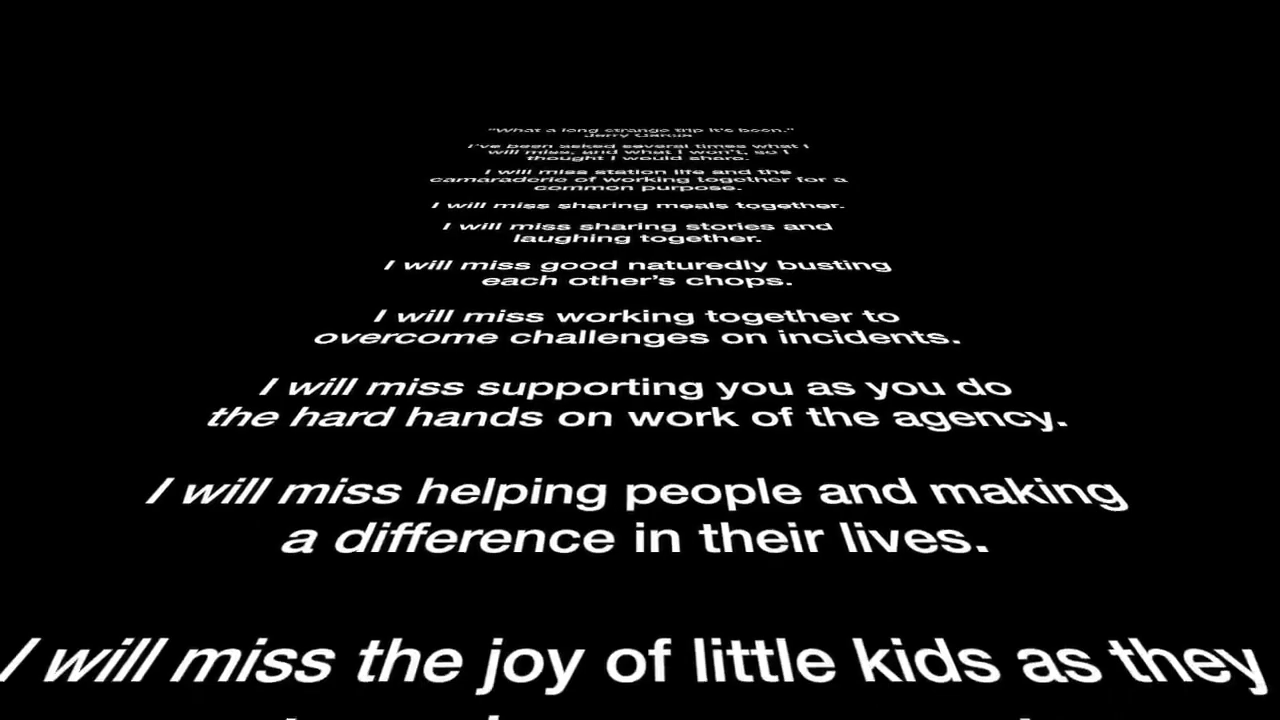 "What a long strange trip it's been."
Jerry Garcia
I've been asked several times what I
will miss, and what I won't, so I
thought I would share.
I will miss station life and the
camaraderie of working together for a
common purpose.
I will miss sharing meals together.
I will miss sharing stories and
laughing together.
I will miss good naturedly busting
each other's chops.
I will miss working together to
overcome challenges on incidents.
I will miss supporting you as you do
the hard hands on work of the agency.
I will miss helping people and making
a difference in their lives.
I will miss the joy of little kids as they